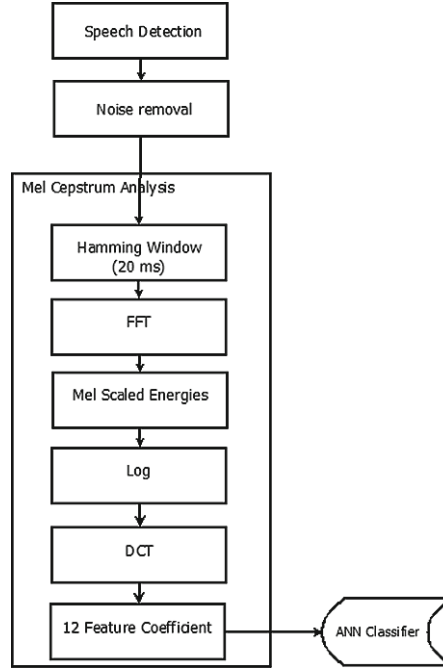 Speech Detection
Noise removal
Mel Cepstrum Analysis
Hamming Window
(20 ms)
FFT
Mel Scaled Energies
Log
DCT
12 Feature Coefficient
ANN Classifier